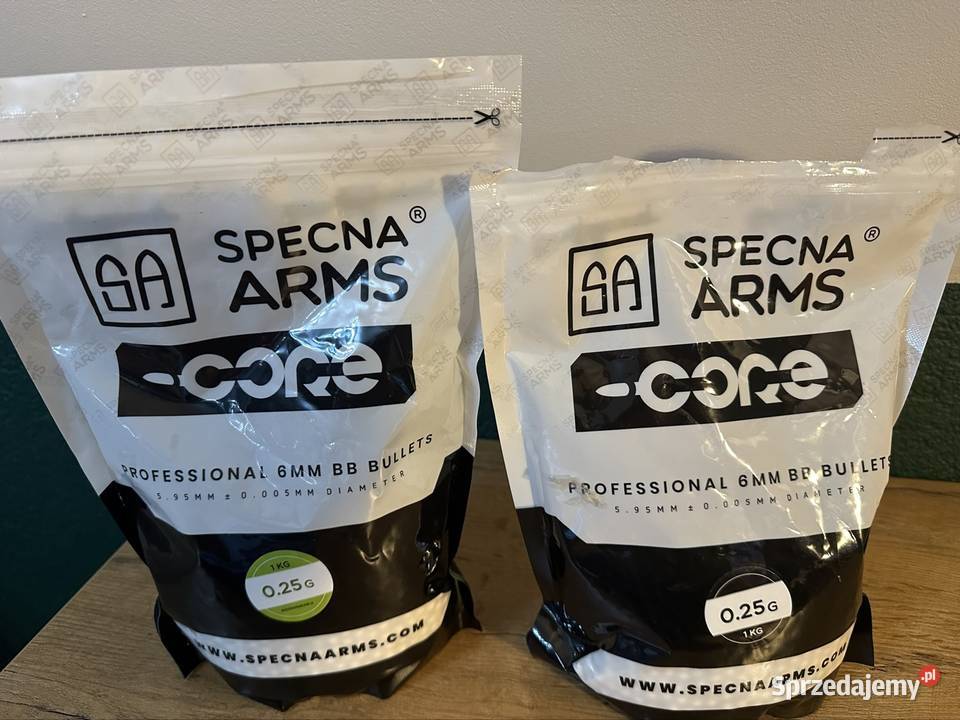 SPECNA
ARMS
SA
SPECNA®
ARMS
CORE
PROFESSIONAL 6MM BB BULLETS
5.95MM ± 0.005MM DIAMETER
1 KG
0.25G
WWW.SPECNAARMS.COM
SA
SPECNA®
ARMS
CORE
PROFESSIONAL 6MM BB BULLETS
5.95MM ± 0.005MM DIAMETER
0.25G
1 KG
WWW.SPECNAARMS.COM
Sprzedajemy.pl